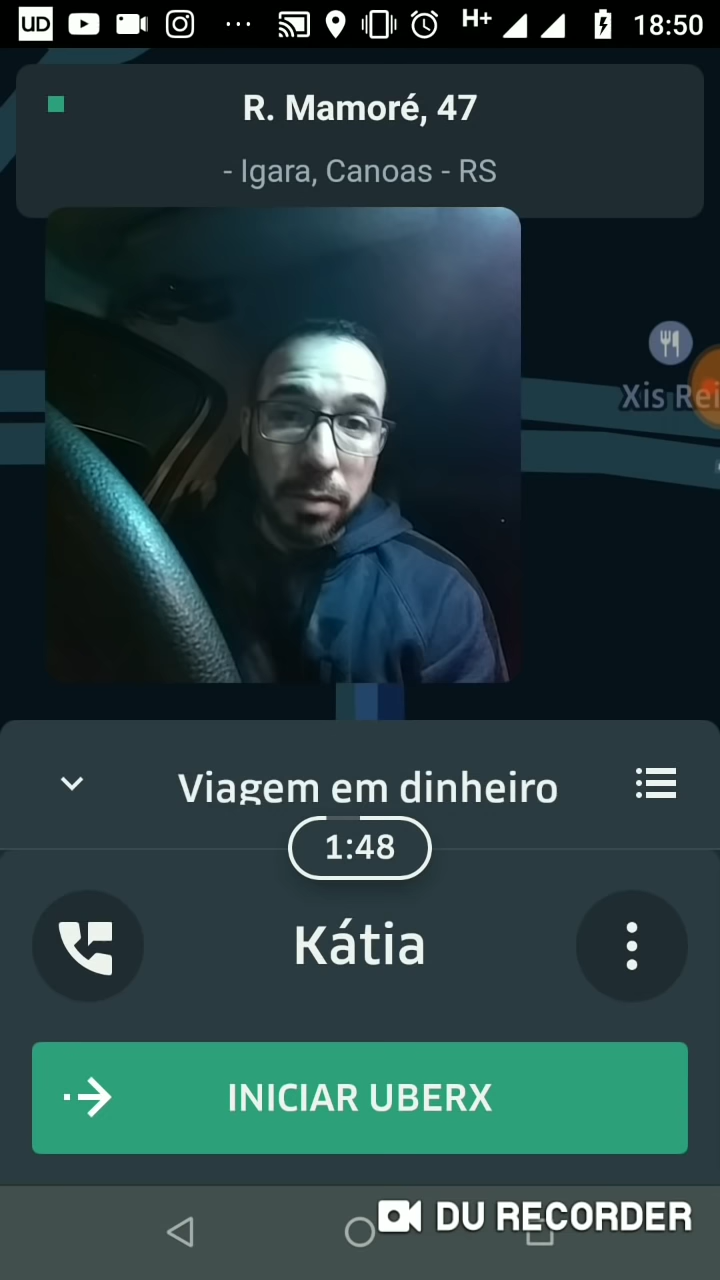 UD
H+
18:50
R. Mamoré, 47
- Igara, Canoas - RS
Xis Rei
Viagem em dinheiro
1:48
Kátia
INICIAR UBERX
DU RECORDER